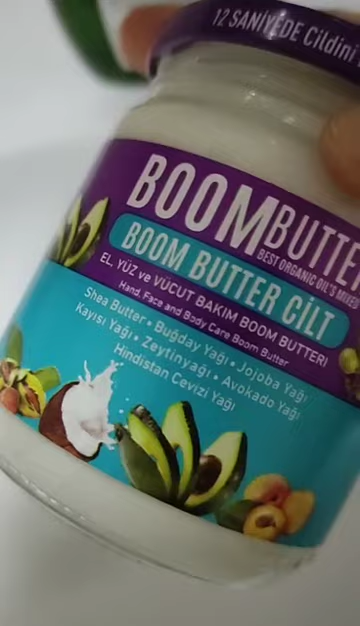 12 SANİYEDE Cildini
BOOM BUTTER
BEST ORGANIC OIL'S
BOOM BUTTER CİLT
EL, YÜZ ve VÜCUT BAKIM BOOM BUTTERI
Hand, Face and Body Care Boom Butter
Shea Butter • Buğday Yağı • Jojoba Yağı
Kayısı Yağı • Zeytinyağı • Avokado Yağı
Hindistan Cevizi Yağı